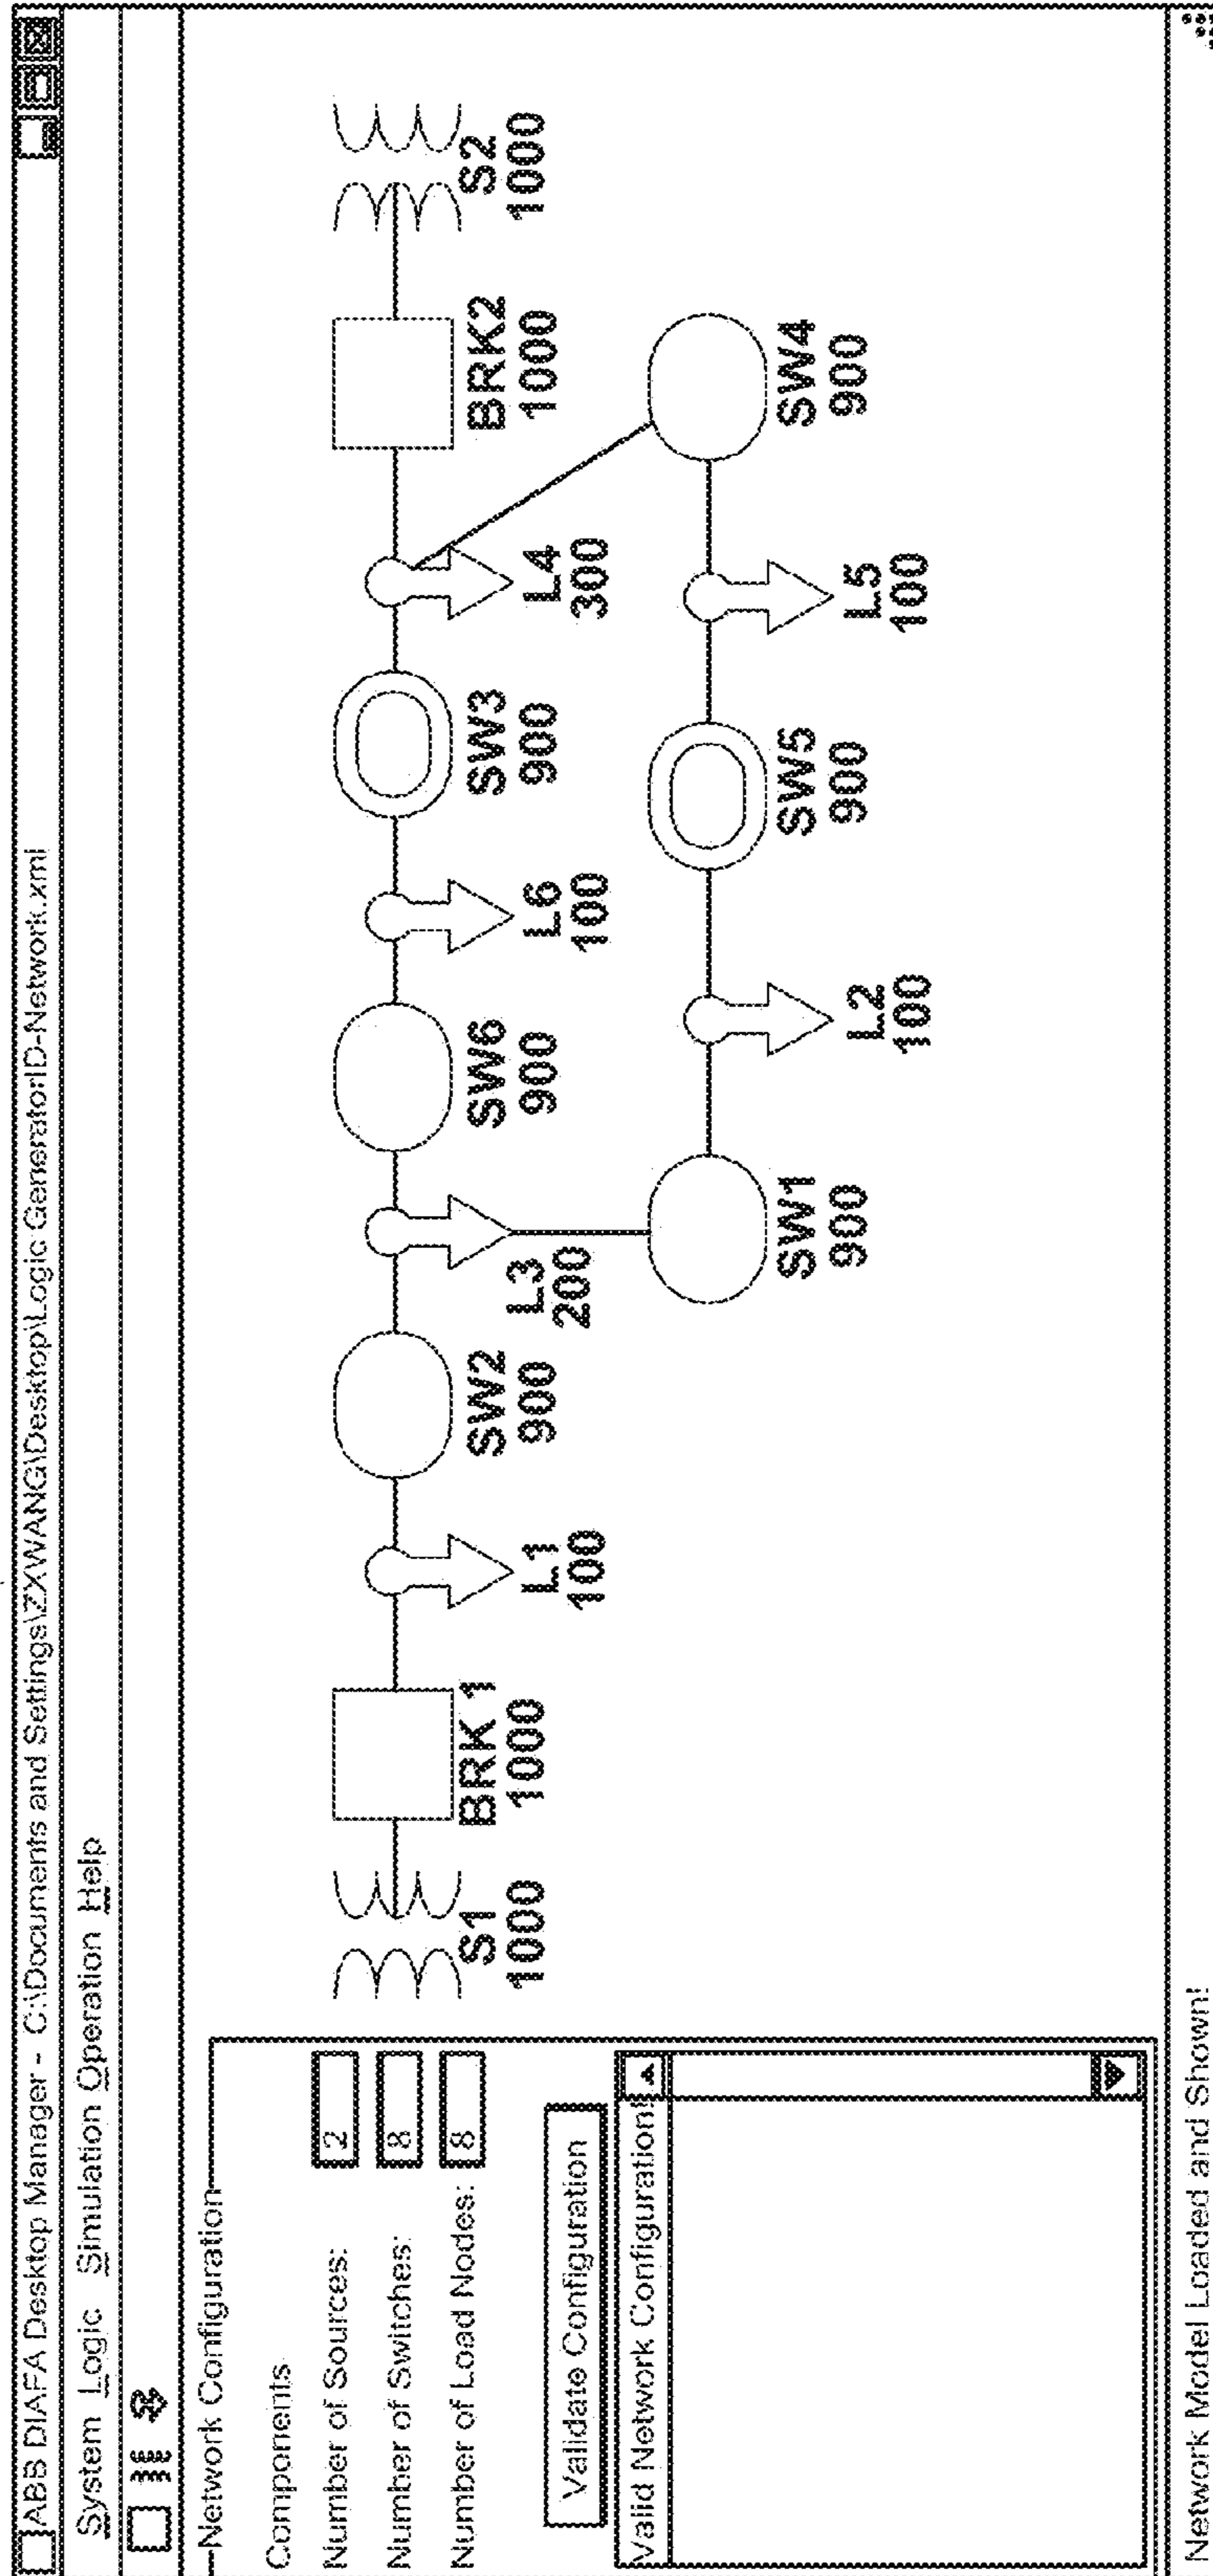 ABB DIAFA Desktop Manager - C:\Documents and Settings\ZXWANG\Desktop\Logic Generator\D-Network.xml
System Logic Simulation Operation Help
Network Configuration
Components
Number of Sources: 2
Number of Switches: 8
Number of Load Nodes: 8
Validate Configuration
Valid Network Configuration!
S1
1000
BRK 1
1000
L1
100
SW2
900
L3
200
SW6
900
L6
100
SW3
900
L4
300
BRK2
1000
S2
1000
SW1
900
L2
100
SW5
900
L5
100
SW4
900
Network Model Loaded and Shown!